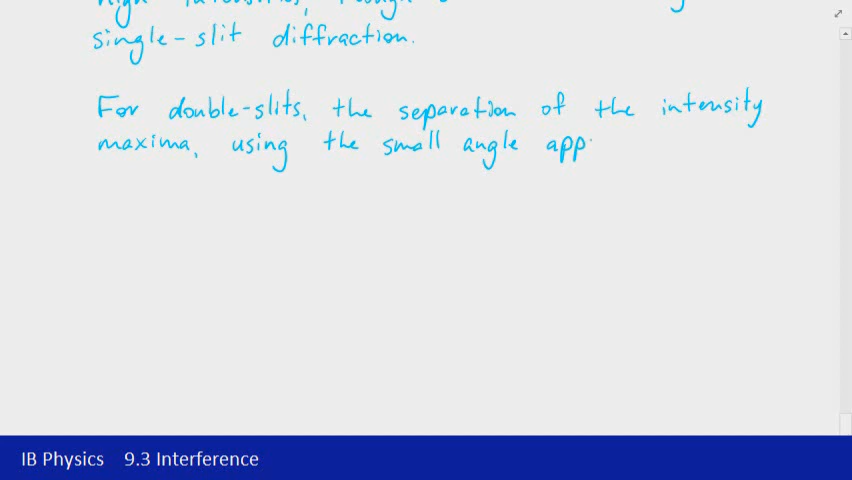 single-slit diffraction.
For double-slits, the separation of the intensity
maxima, using the small angle app
IB Physics 9.3 Interference